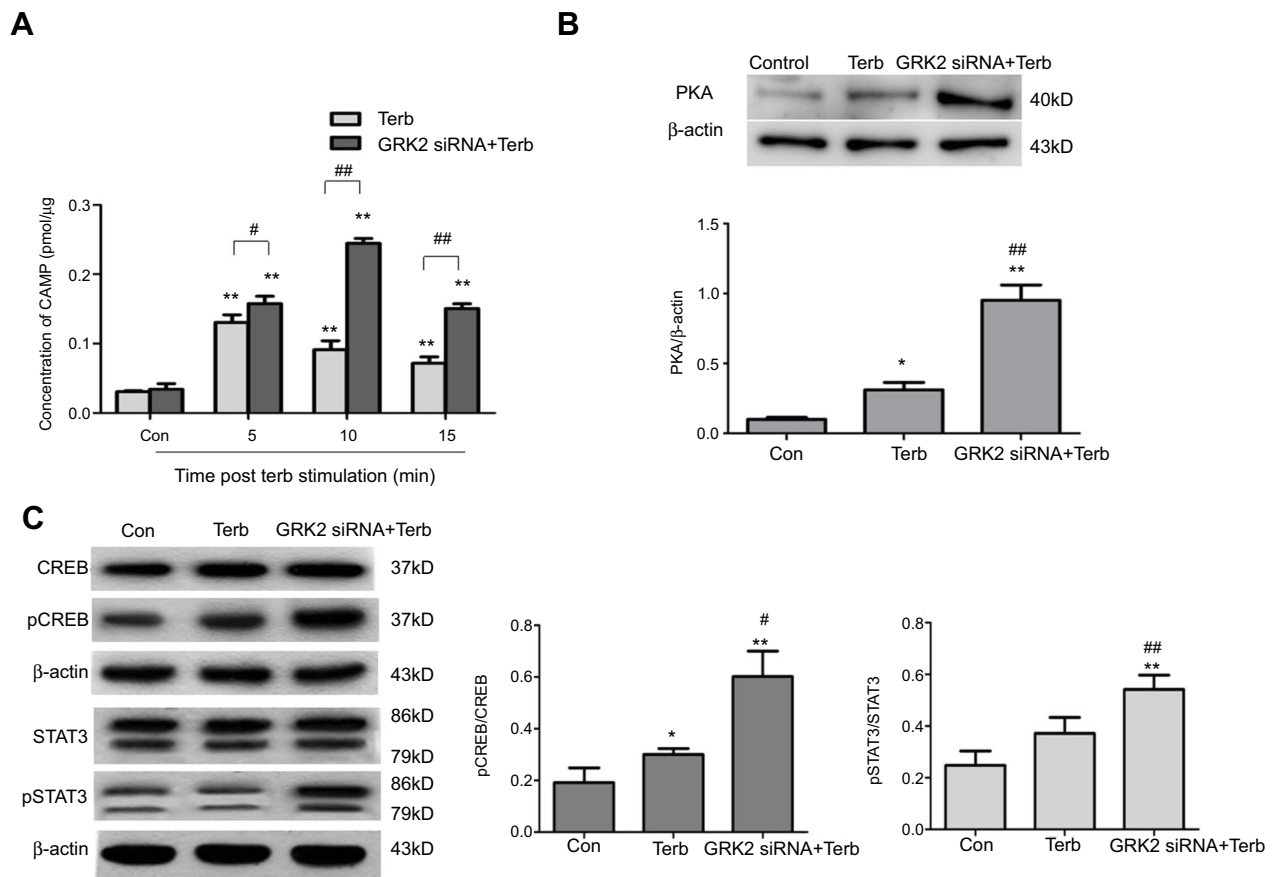 A
Terb
GRK2 siRNA+Terb
Concentration of CAMP (pmol/µg)
0.3
0.2
0.1
0.0
# ## ##
** ** ** ** ** **
Con 5 10 15
Time post terb stimulation (min)
B
Control Terb GRK2 siRNA+Terb
PKA 40kD
β-actin 43kD
PKA/β-actin
1.5
1.0
0.5
0.0
*
##
**
Con Terb GRK2 siRNA+Terb
C
Con Terb GRK2 siRNA+Terb
CREB 37kD
pCREB 37kD
β-actin 43kD
STAT3 86kD
79kD
pSTAT3 86kD
79kD
β-actin 43kD
pCREB/CREB
0.8
0.6
0.4
0.2
0.0
*
#
**
Con Terb GRK2 siRNA+Terb
pSTAT3/STAT3
0.8
0.6
0.4
0.2
0.0
##
**
Con Terb GRK2 siRNA+Terb